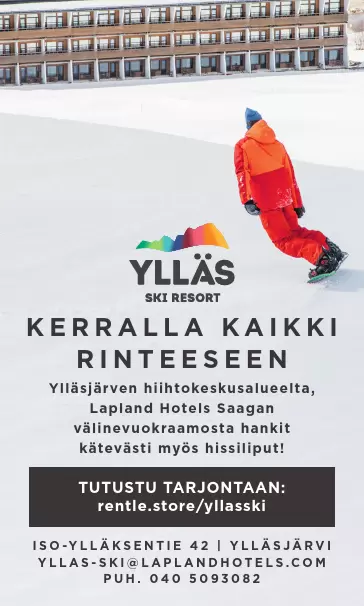 YLLÄS
SKI RESORT
KERRALLA KAIKKI
RINTEESEEN
Ylläsjärven hiihtokeskusalueelta,
Lapland Hotels Saagan
välinevuokraamosta hankit
kätevästi myös hissiliput!
TUTUSTU TARJONTAAN:
rentle.store/yllasski
ISO-YLLÄKSENTIE 42 | YLLÄSJÄRVI
YLLAS-SKI@LAPLANDHOTELS.COM
PUH. 040 5093082